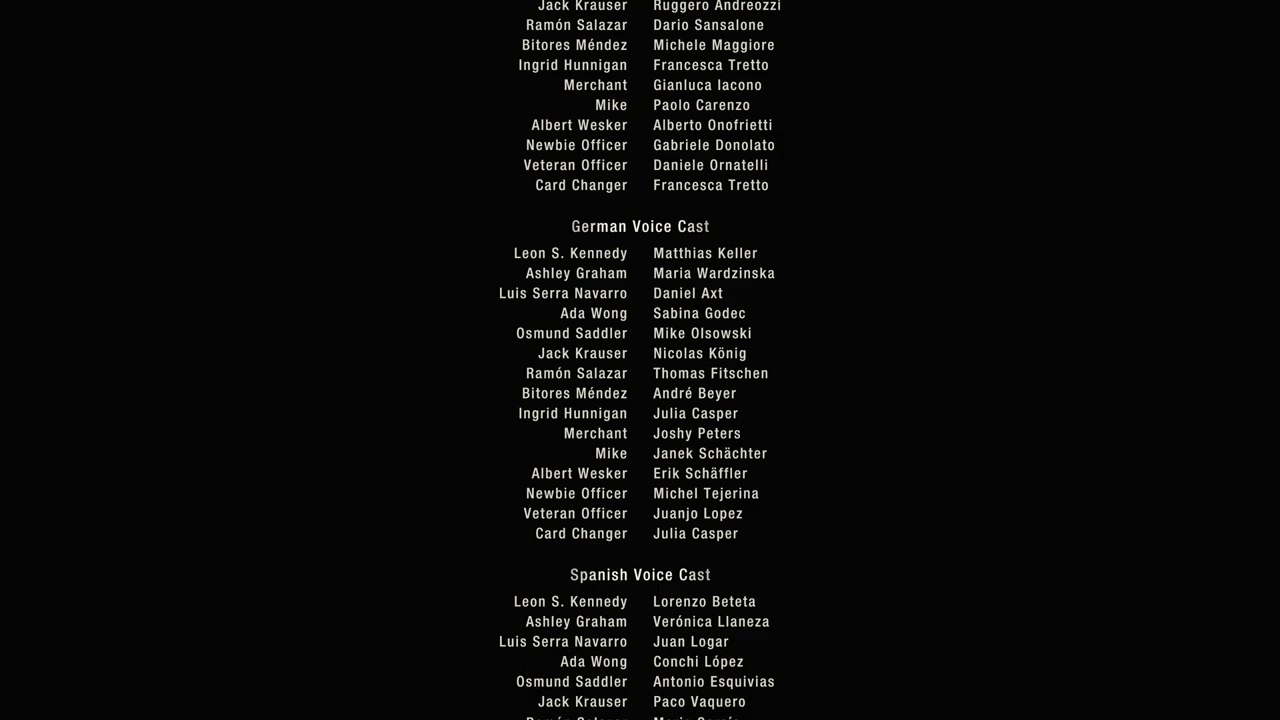 Jack Krauser Ruggero Andreozzi
Ramón Salazar Dario Sansalone
Bitores Méndez Michele Maggiore
Ingrid Hunnigan Francesca Tretto
Merchant Gianluca Iacono
Mike Paolo Carenzo
Albert Wesker Alberto Onofrietti
Newbie Officer Gabriele Donolato
Veteran Officer Daniele Ornatelli
Card Changer Francesca Tretto
German Voice Cast
Leon S. Kennedy Matthias Keller
Ashley Graham Maria Wardzinska
Luis Serra Navarro Daniel Axt
Ada Wong Sabina Godec
Osmund Saddler Mike Olsowski
Jack Krauser Nicolas König
Ramón Salazar Thomas Fitschen
Bitores Méndez André Beyer
Ingrid Hunnigan Julia Casper
Merchant Joshy Peters
Mike Janek Schächter
Albert Wesker Erik Schäffler
Newbie Officer Michel Tejerina
Veteran Officer Juanjo Lopez
Card Changer Julia Casper
Spanish Voice Cast
Leon S. Kennedy Lorenzo Beteta
Ashley Graham Verónica Llaneza
Luis Serra Navarro Juan Logar
Ada Wong Conchi López
Osmund Saddler Antonio Esquivias
Jack Krauser Paco Vaquero
Ramón Salazar